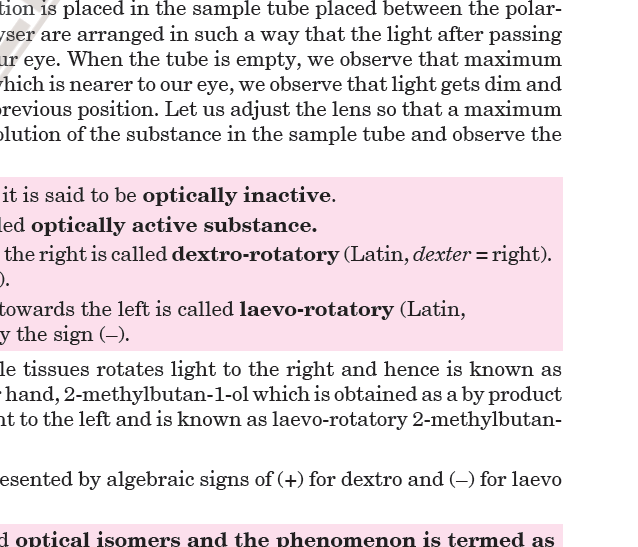 tion is placed in the sample tube placed between the polar-
yser are arranged in such a way that the light after passing
ur eye. When the tube is empty, we observe that maximum
which is nearer to our eye, we observe that light gets dim and
previous position. Let us adjust the lens so that a maximum
olution of the substance in the sample tube and observe the
it is said to be optically inactive.
led optically active substance.
the right is called dextro-rotatory (Latin, dexter = right).
).
towards the left is called laevo-rotatory (Latin,
y the sign (–).
le tissues rotates light to the right and hence is known as
r hand, 2-methylbutan-1-ol which is obtained as a by product
ht to the left and is known as laevo-rotatory 2-methylbutan-
esented by algebraic signs of (+) for dextro and (–) for laevo
d optical isomers and the phenomenon is termed as